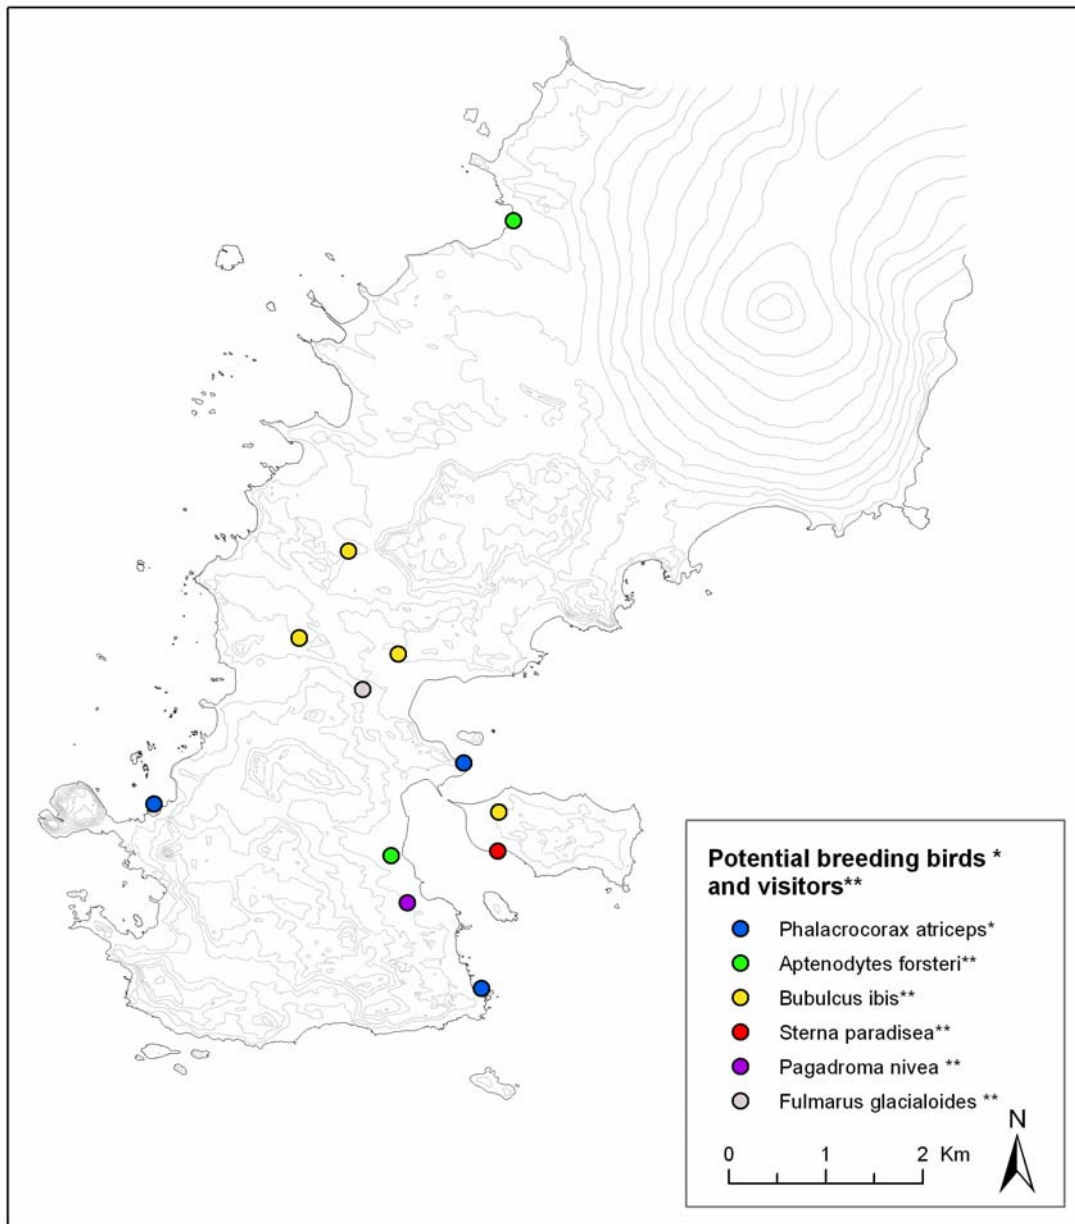 Potential breeding birds *
and visitors**
Phalacrocorax atriceps*
Aptenodytes forsteri**
Bubulcus ibis**
Sterna paradisea**
Pagadroma nivea **
Fulmarus glacialoides **
N
0 1 2 Km